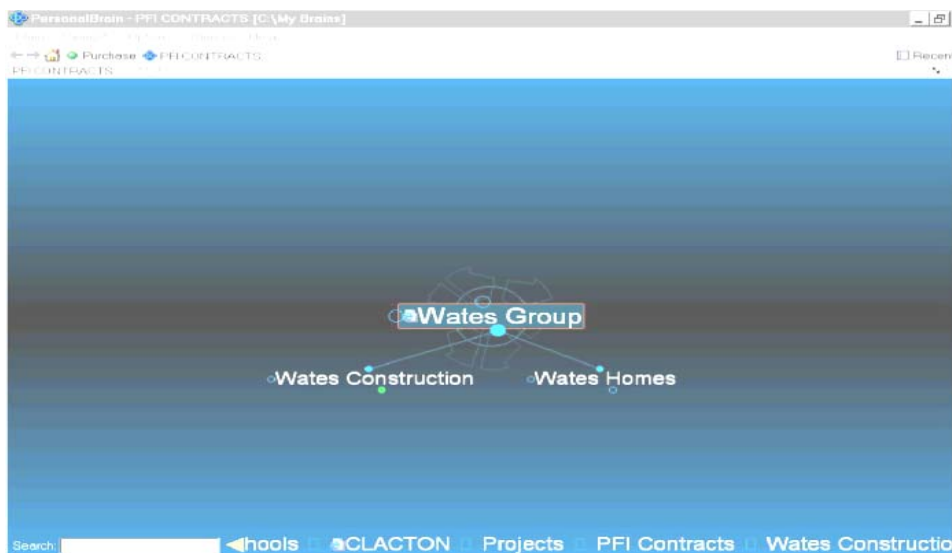 PersonalBrain - PFI CONTRACTS [C:\My Brains]
Purchase PFI CONTRACTS
Recen
PFI CONTRACTS
Wates Group
Wates Construction Wates Homes
Search: hools CLACTON Projects PFI Contracts Wates Constructio